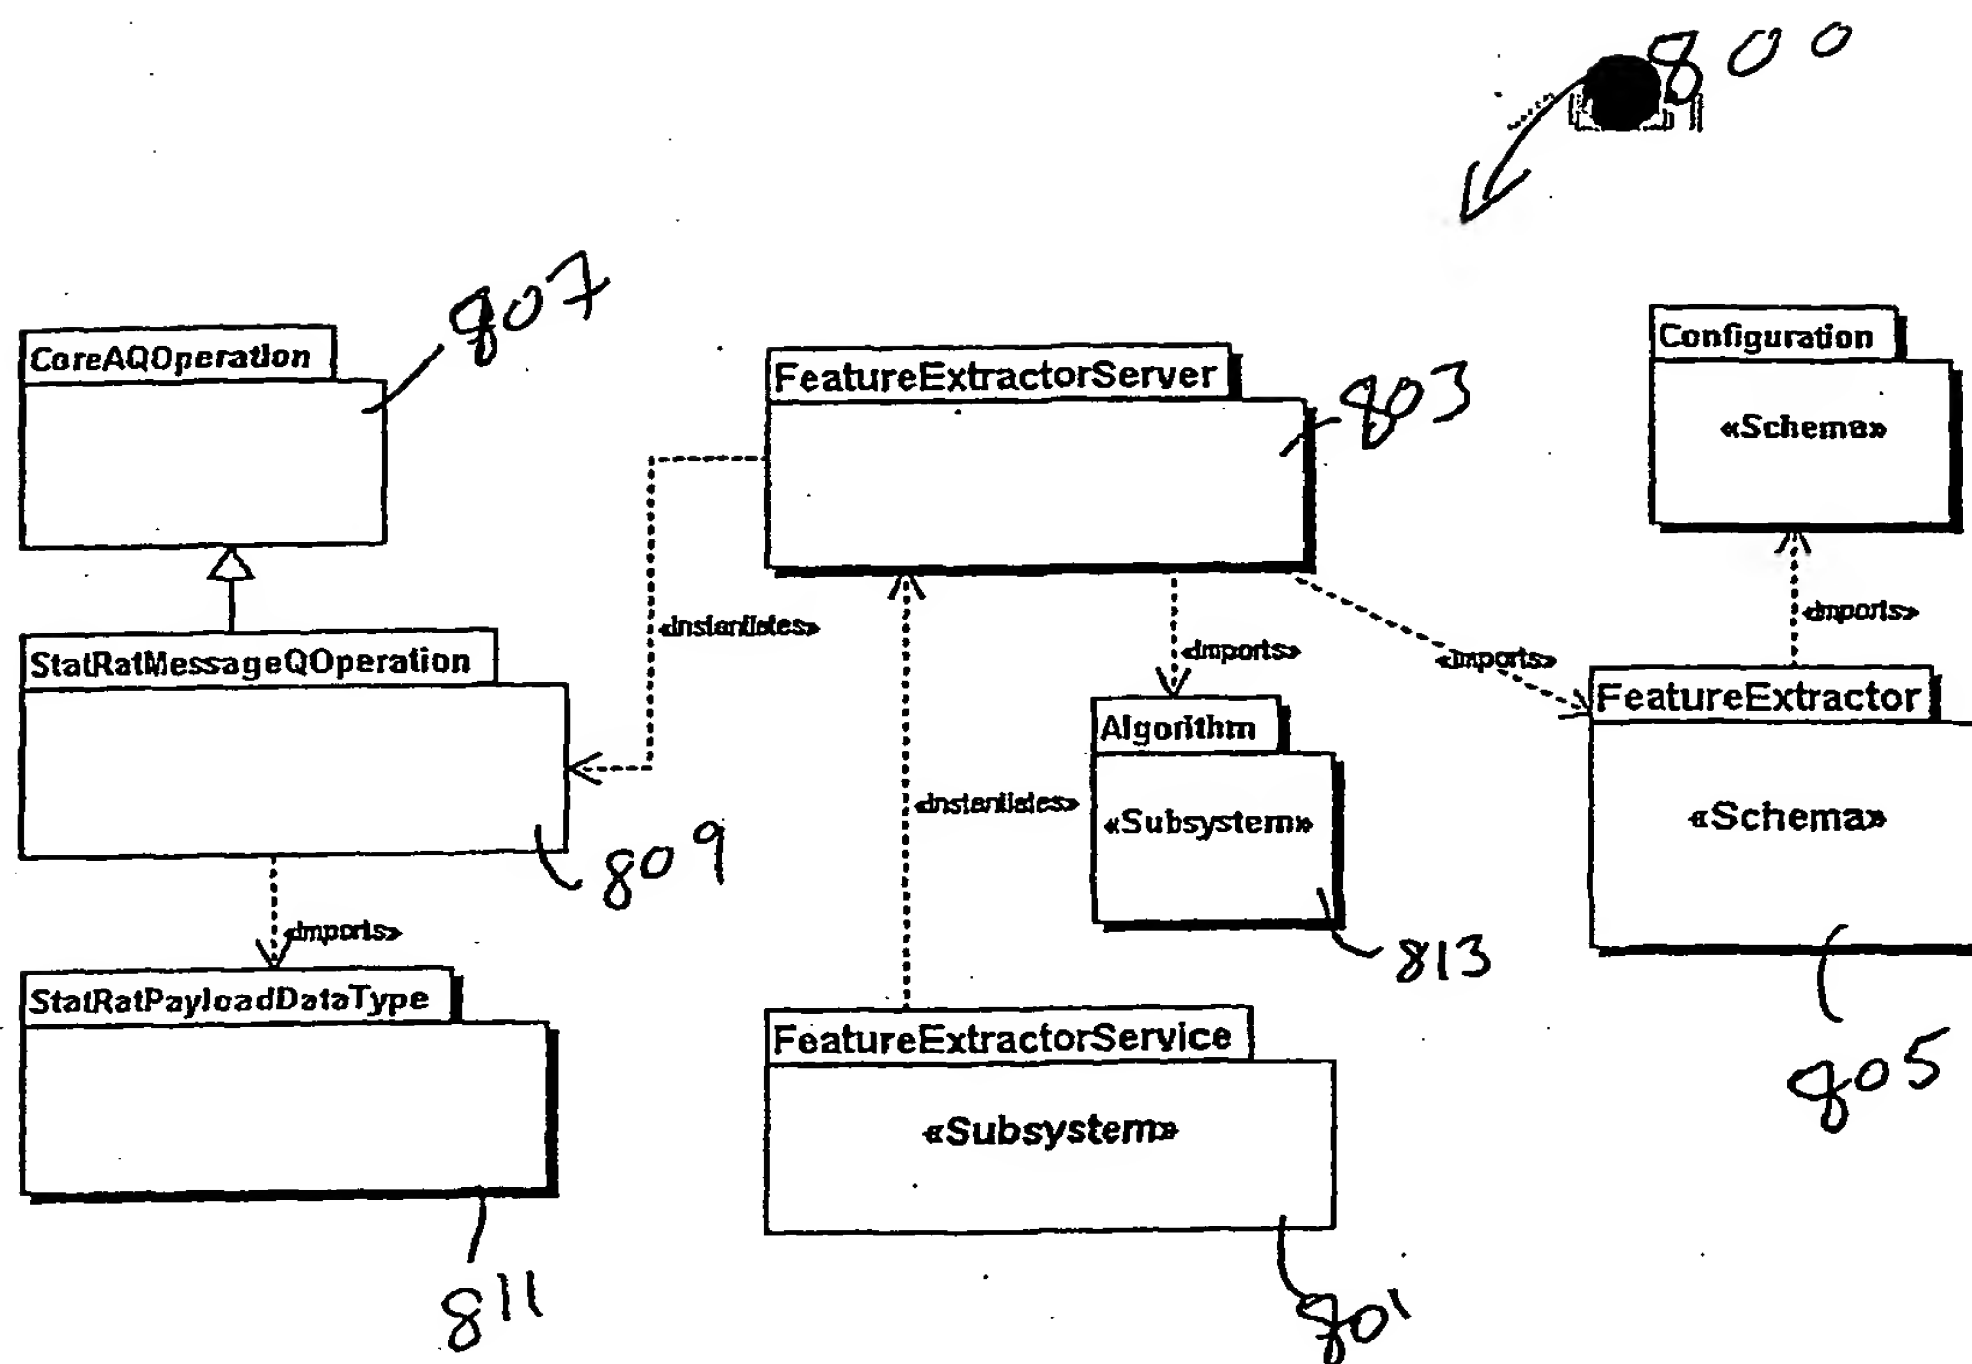 800
807
CoreAQOperation
FeatureExtractorServer
803
Configuration
«Schema»
«Instantiates»
«Imports»
«Imports»
«Imports»
StatRatMessageQOperation
FeatureExtractor
Algorithm
«Instantiates»
«Subsystem»
«Schema»
809
«Imports»
813
StatRatPayloadDataType
FeatureExtractorService
805
«Subsystem»
811
801